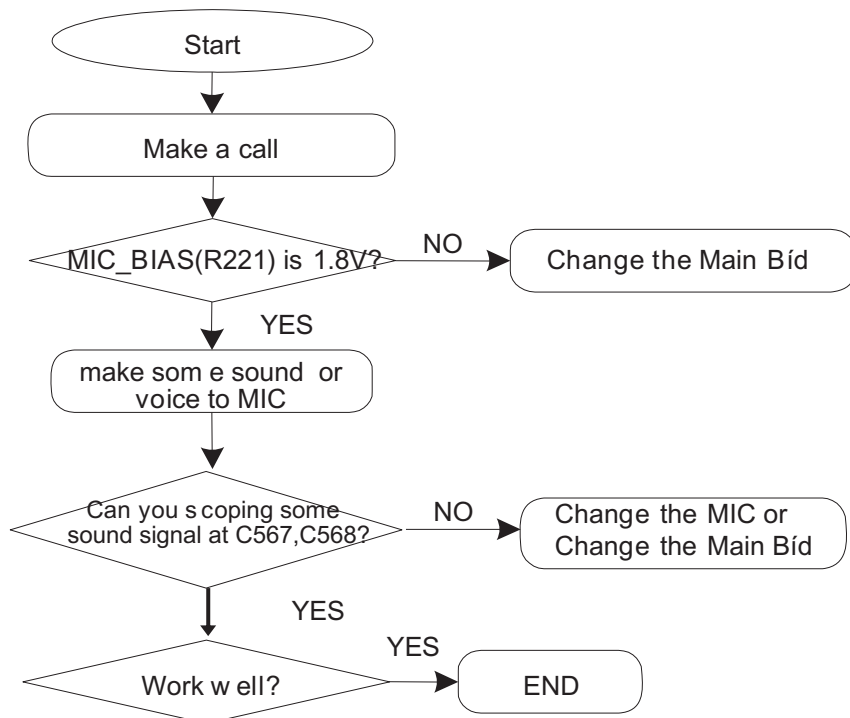 Start
Make a call
MIC_BIAS(R221) is 1.8V?
NO
Change the Main Bíd
YES
make som e sound or
voice to MIC
Can you s coping some
sound signal at C567,C568?
NO
Change the MIC or
Change the Main Bíd
YES
Work w ell?
YES
END